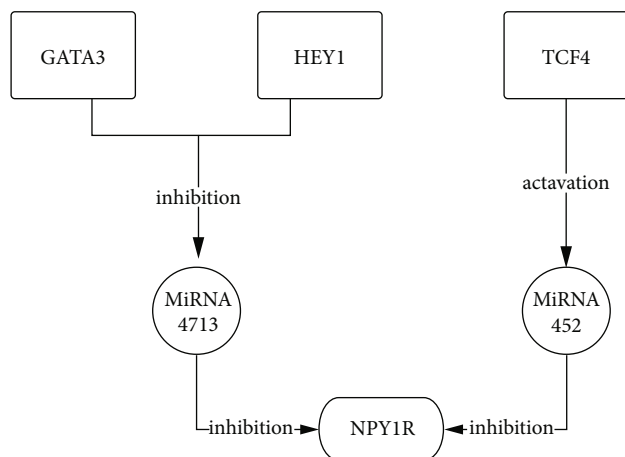 GATA3
HEY1
TCF4
inhibition
actavation
MiRNA
4713
MiRNA
452
inhibition
NPY1R
inhibition